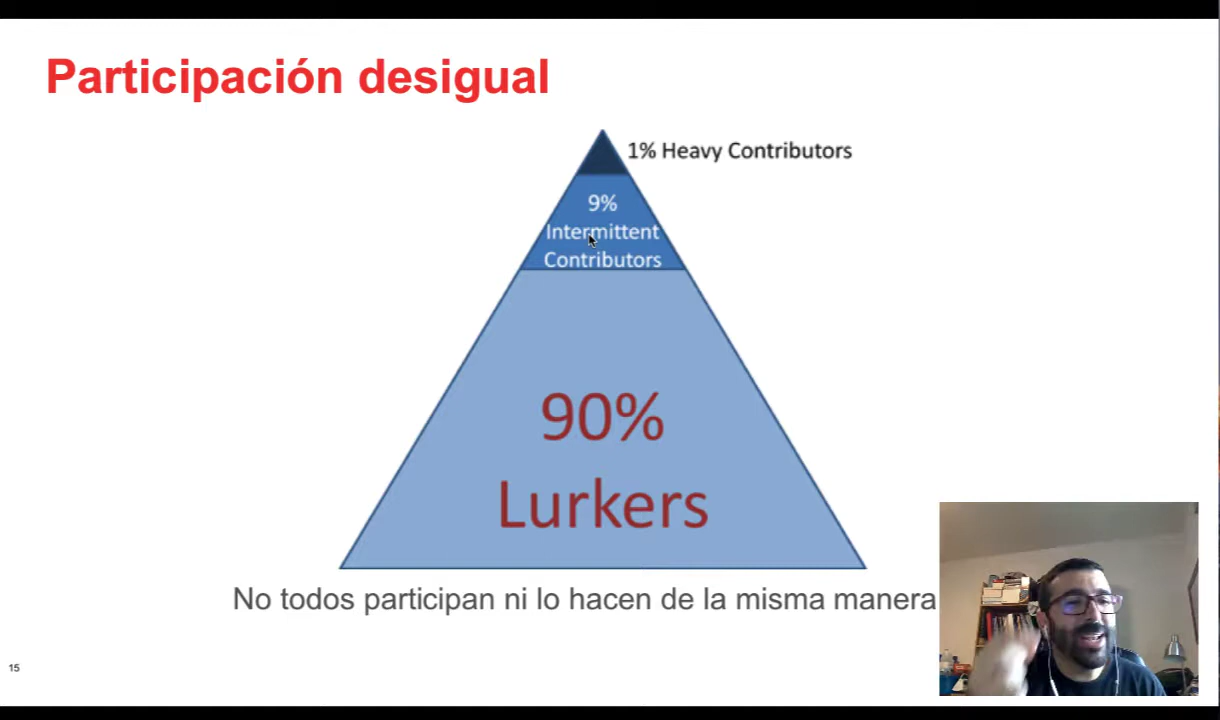 Participación desigual
1% Heavy Contributors
9%
Intermittent
Contributors
90%
Lurkers
No todos participan ni lo hacen de la misma manera
15